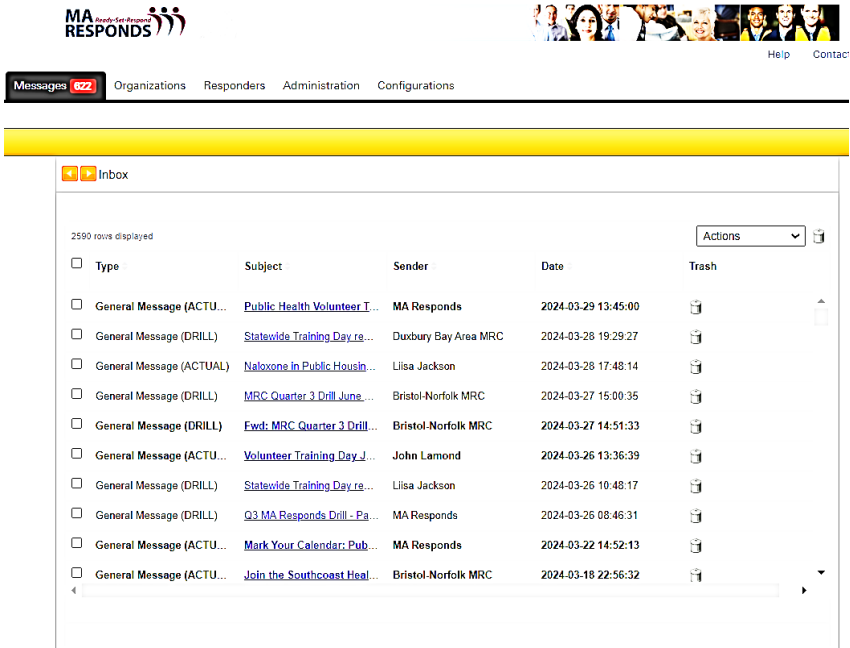 MA Ready-Set-Respond
RESPONDS
Help Contact
Messages 622 Organizations Responders Administration Configurations
Inbox
2590 rows displayed Actions
Type Subject Sender Date Trash
General Message (ACTU... Public Health Volunteer T... MA Responds 2024-03-29 13:45:00
General Message (DRILL) Statewide Training Day re... Duxbury Bay Area MRC 2024-03-28 19:29:27
General Message (ACTUAL) Naloxone in Public Housin... Liisa Jackson 2024-03-28 17:48:14
General Message (DRILL) MRC Quarter 3 Drill June ... Bristol-Norfolk MRC 2024-03-27 15:00:35
General Message (DRILL) Fwd: MRC Quarter 3 Drill... Bristol-Norfolk MRC 2024-03-27 14:51:33
General Message (ACTU... Volunteer Training Day J... John Lamond 2024-03-26 13:36:39
General Message (DRILL) Statewide Training Day re... Liisa Jackson 2024-03-26 10:48:17
General Message (DRILL) Q3 MA Responds Drill - Pa... MA Responds 2024-03-26 08:46:31
General Message (ACTU... Mark Your Calendar: Pub... MA Responds 2024-03-22 14:52:13
General Message (ACTU... Join the Southcoast Heal... Bristol-Norfolk MRC 2024-03-18 22:56:32